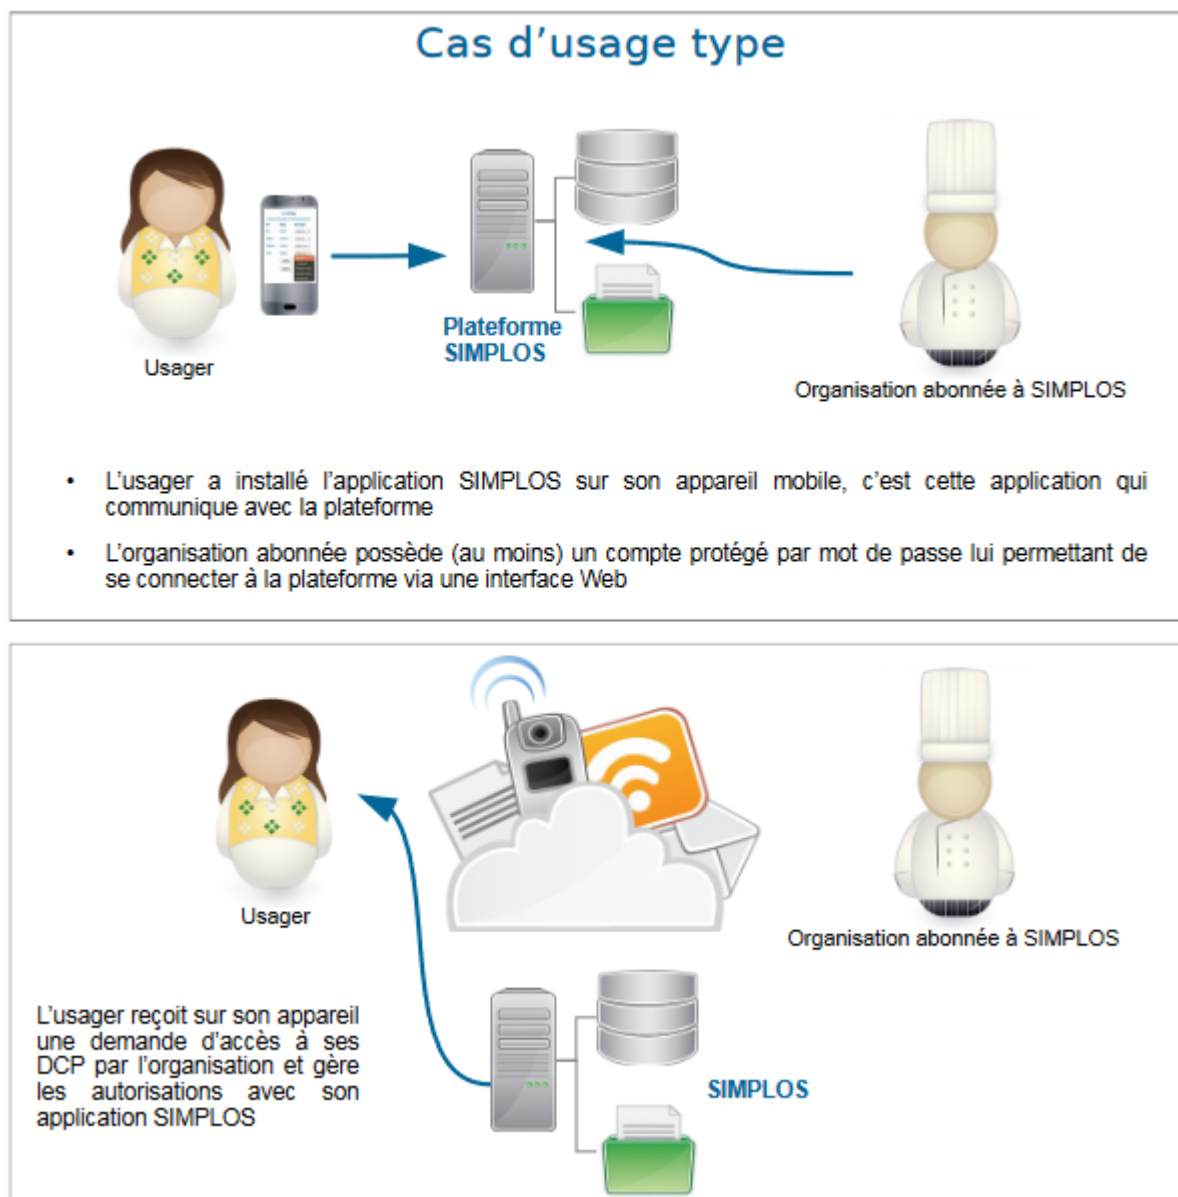 Cas d’usage type
Plateforme
SIMPLOS
Usager
Organisation abonnée à SIMPLOS
• L’usager a installé l’application SIMPLOS sur son appareil mobile, c’est cette application qui
communique avec la plateforme
• L’organisation abonnée possède (au moins) un compte protégé par mot de passe lui permettant de
se connecter à la plateforme via une interface Web
Usager
Organisation abonnée à SIMPLOS
L’usager reçoit sur son appareil
une demande d’accès à ses
DCP par l’organisation et gère
les autorisations avec son
application SIMPLOS
SIMPLOS